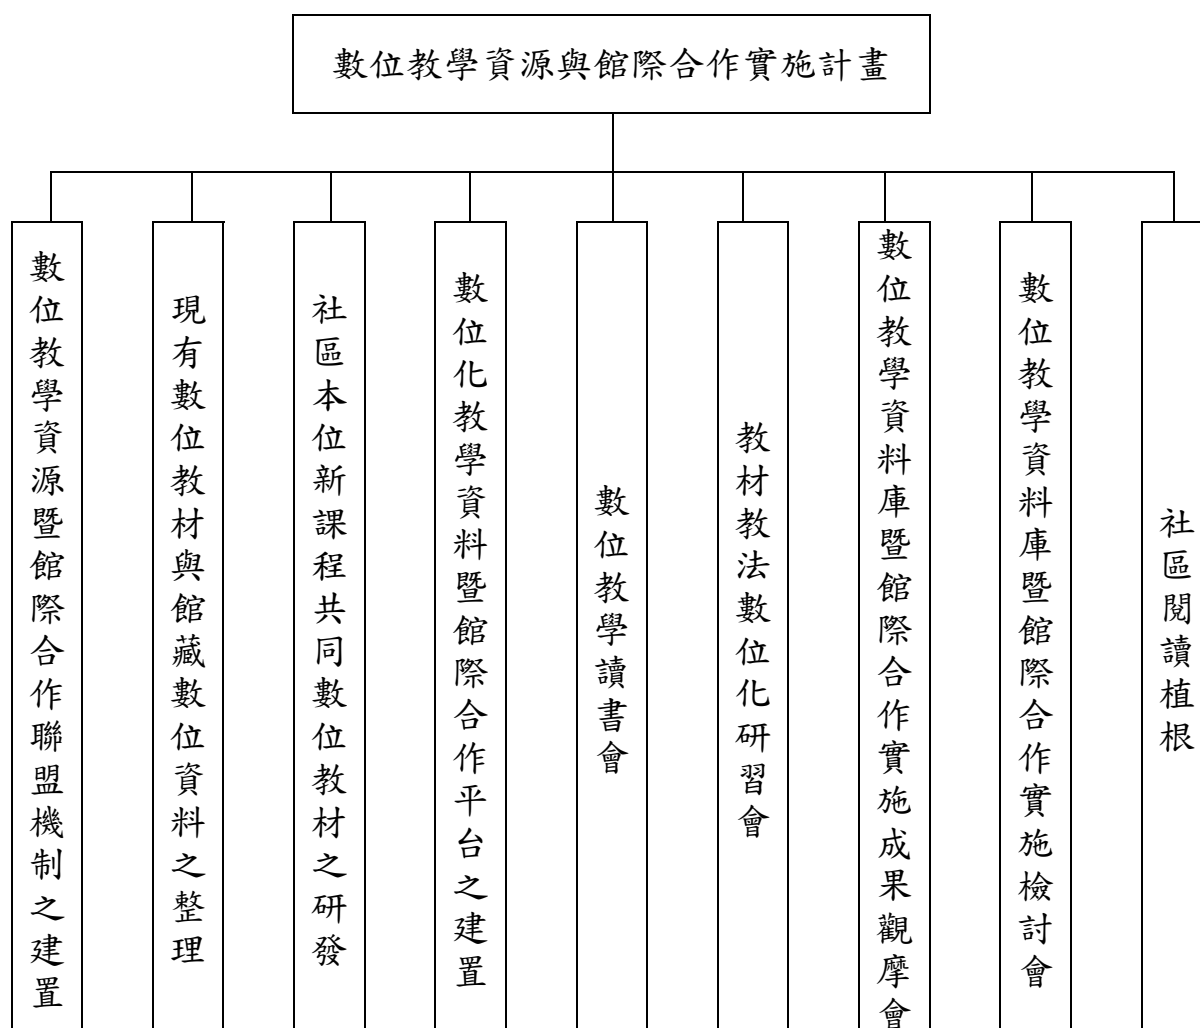 數位教學資源與館際合作實施計畫
數位教學資源暨館際合作聯盟機制之建置
現有數位教材與館藏數位資料之整理
社區本位新課程共同數位教材之研發
數位化教學資料暨館際合作平台之建置
數位教學讀書會
教材教法數位化研習會
數位教學資料庫暨館際合作實施成果觀摩會
數位教學資料庫暨館際合作實施檢討會
社區閱讀植根